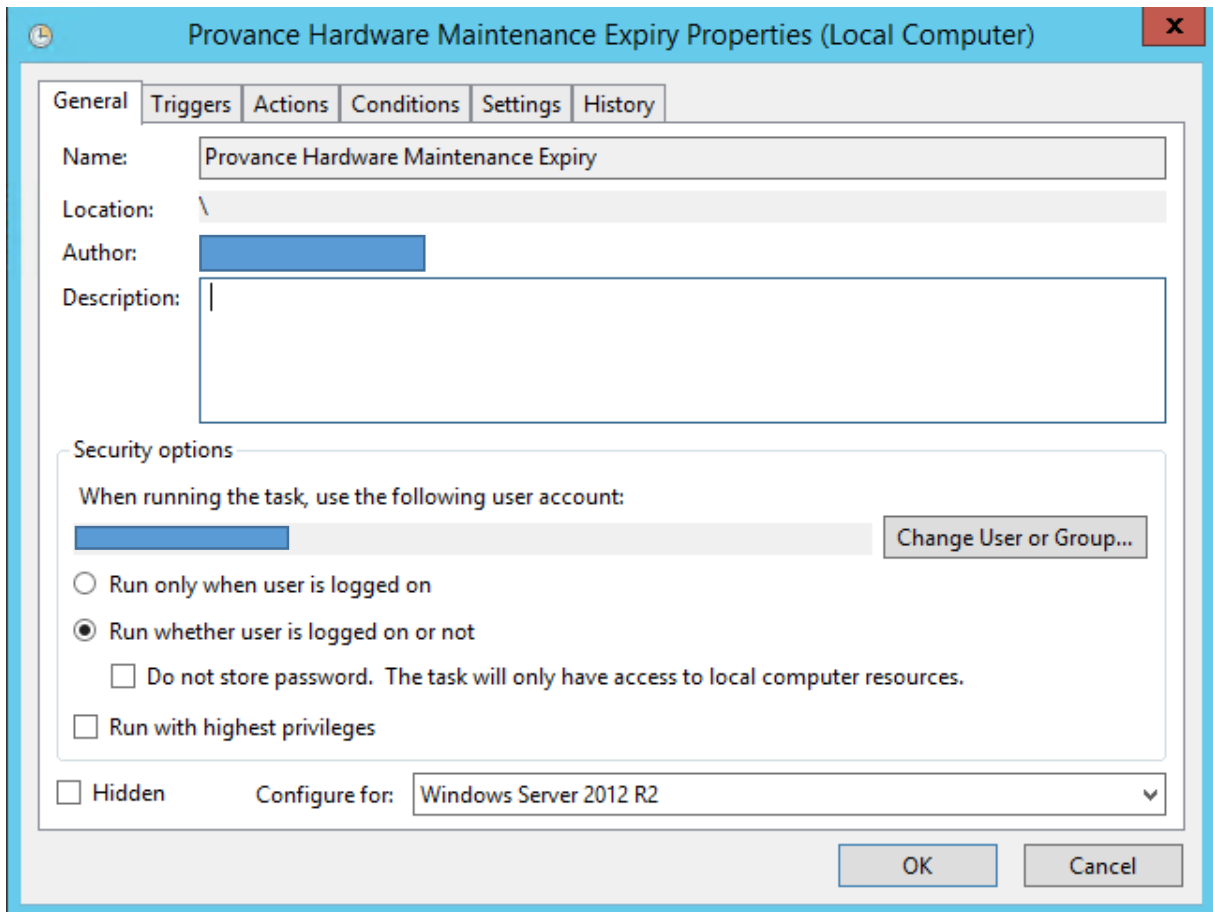 Provance Hardware Maintenance Expiry Properties (Local Computer)
x
General Triggers Actions Conditions Settings History
Name: Provance Hardware Maintenance Expiry
Location: \
Author:
Description:
Security options
When running the task, use the following user account:
Change User or Group...
Run only when user is logged on
Run whether user is logged on or not
Do not store password. The task will only have access to local computer resources.
Run with highest privileges
Hidden Configure for: Windows Server 2012 R2
OK Cancel